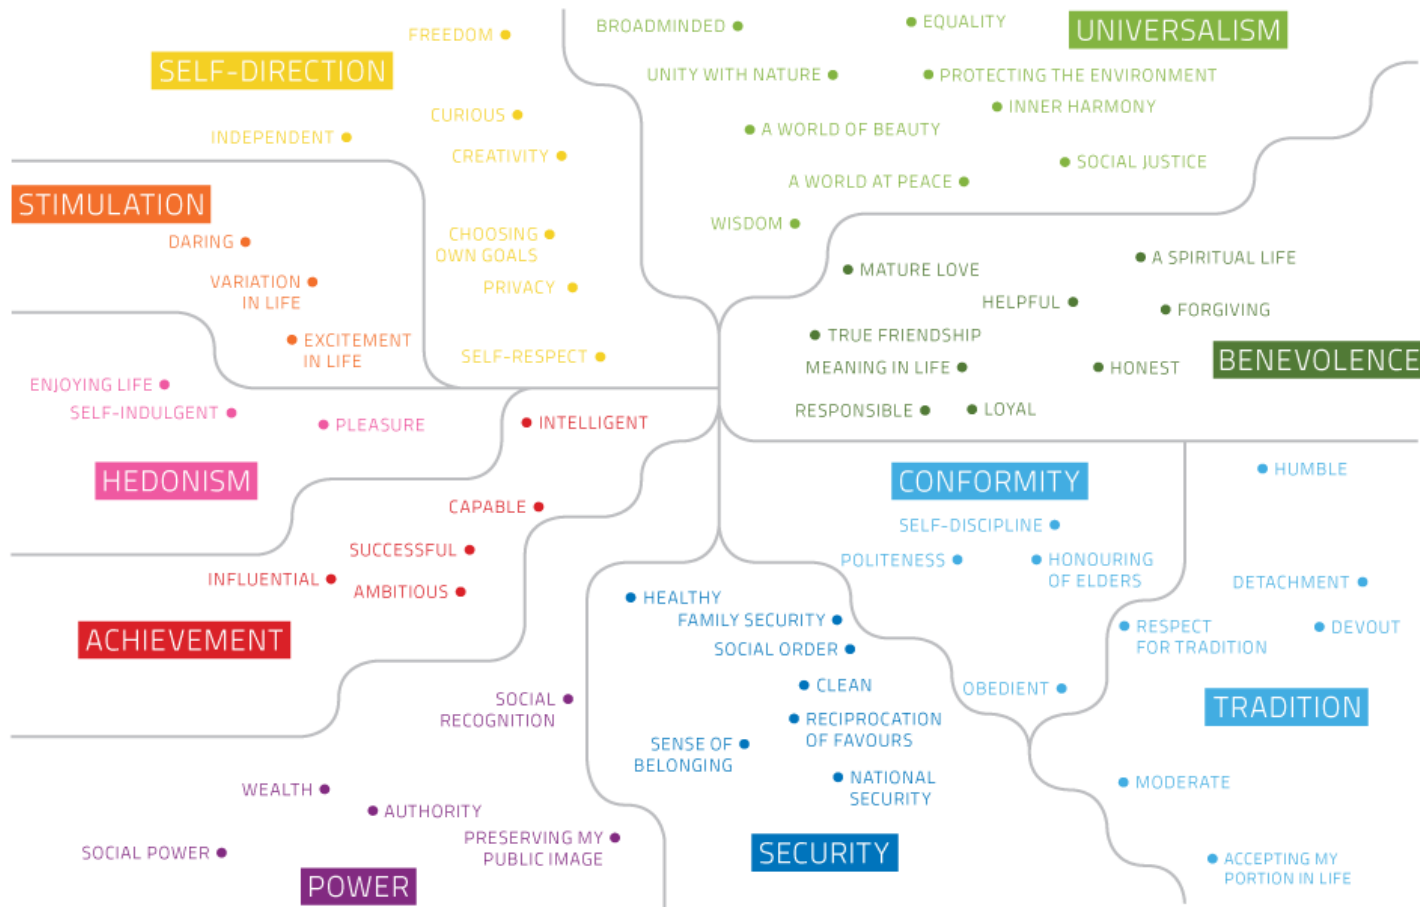 SELF-DIRECTION
FREEDOM
CURIOUS
INDEPENDENT
CREATIVITY
CHOOSING
OWN GOALS
PRIVACY
SELF-RESPECT
UNIVERSALISM
BROADMINDED
EQUALITY
UNITY WITH NATURE
PROTECTING THE ENVIRONMENT
INNER HARMONY
A WORLD OF BEAUTY
SOCIAL JUSTICE
A WORLD AT PEACE
WISDOM
STIMULATION
DARING
VARIATION
IN LIFE
EXCITEMENT
IN LIFE
BENEVOLENCE
A SPIRITUAL LIFE
MATURE LOVE
HELPFUL
FORGIVING
TRUE FRIENDSHIP
MEANING IN LIFE
HONEST
RESPONSIBLE
LOYAL
HEDONISM
ENJOYING LIFE
SELF-INDULGENT
PLEASURE
ACHIEVEMENT
INTELLIGENT
CAPABLE
SUCCESSFUL
INFLUENTIAL
AMBITIOUS
CONFORMITY
SELF-DISCIPLINE
POLITENESS
HONOURING
OF ELDERS
OBEDIENT
TRADITION
HUMBLE
DETACHMENT
RESPECT
FOR TRADITION
DEVOUT
MODERATE
ACCEPTING MY
PORTION IN LIFE
SECURITY
HEALTHY
FAMILY SECURITY
SOCIAL ORDER
CLEAN
RECIPROCATION
OF FAVOURS
SENSE OF
BELONGING
NATIONAL
SECURITY
POWER
SOCIAL
RECOGNITION
WEALTH
AUTHORITY
PRESERVING MY
PUBLIC IMAGE
SOCIAL POWER